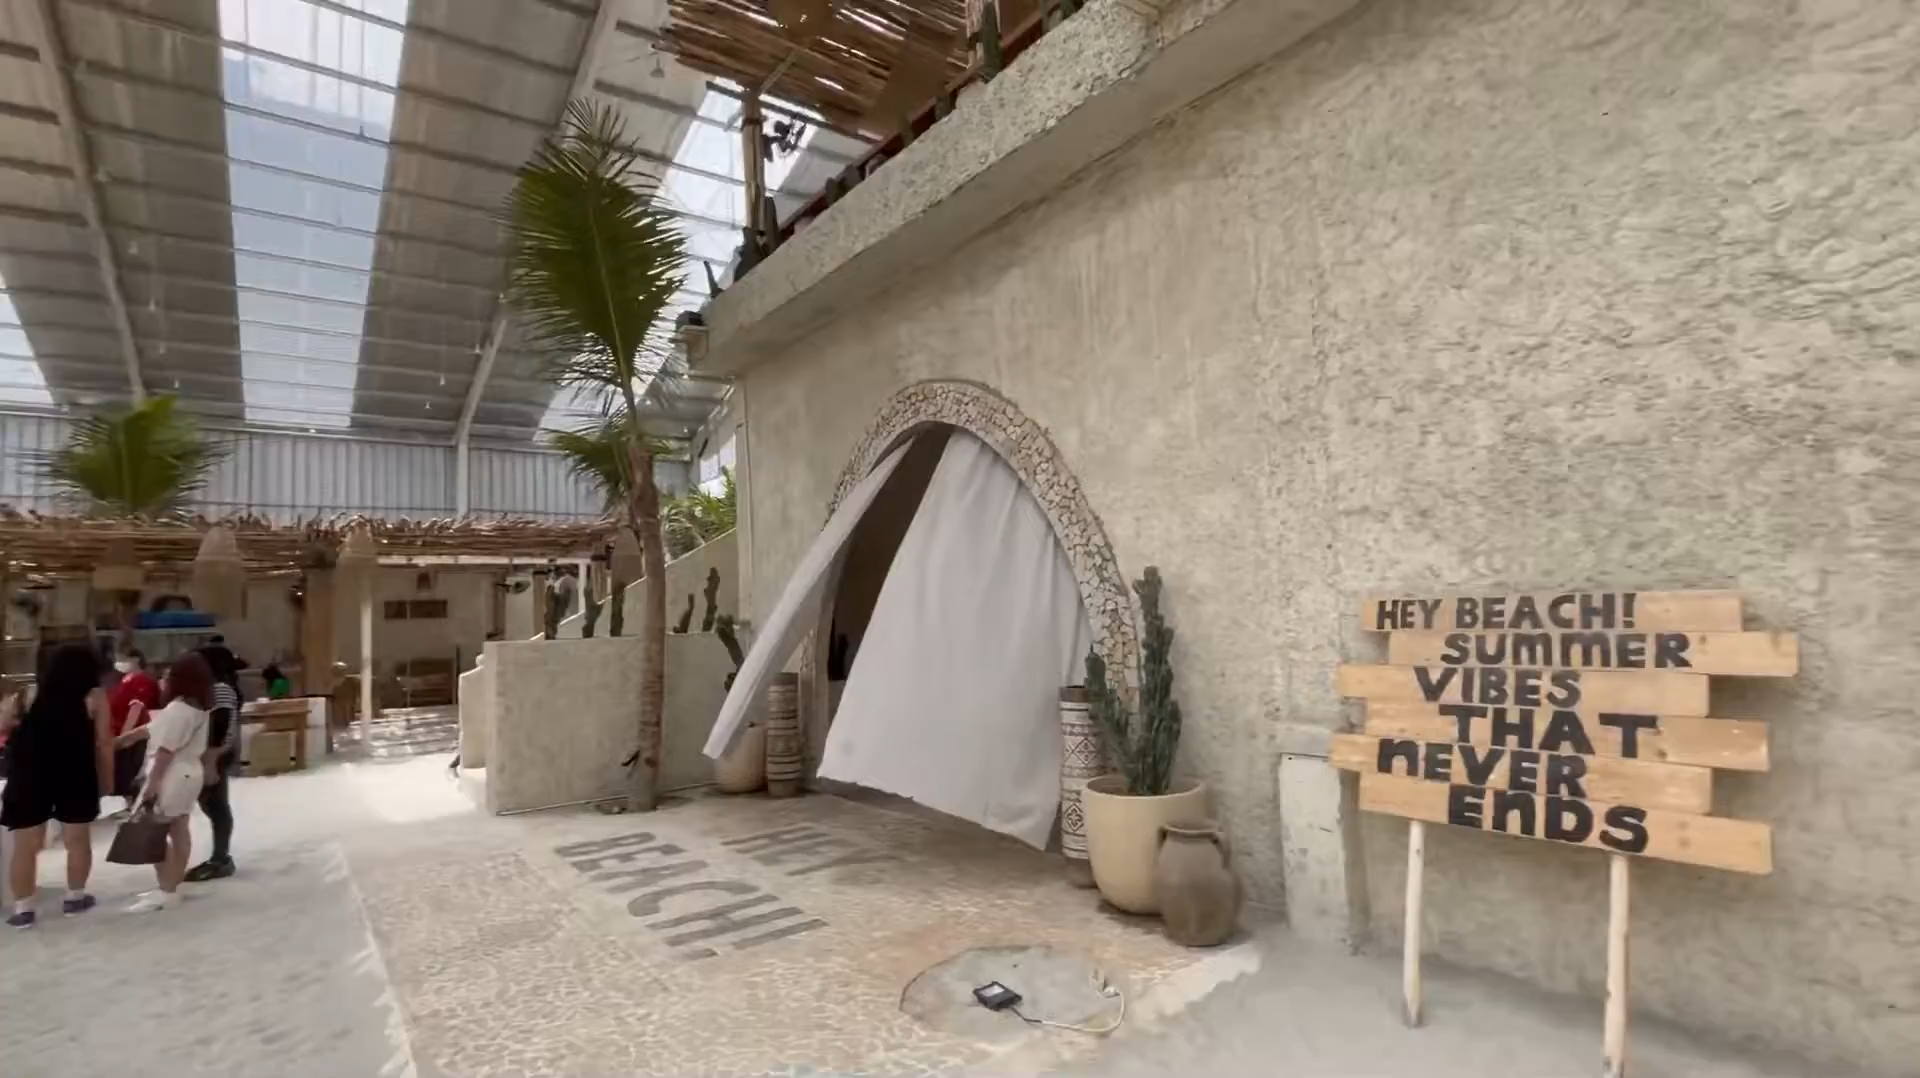 HEY BEACH!
SUMMER
VIBES
THAT
NEVER
ENDS
HEY
BEACH!